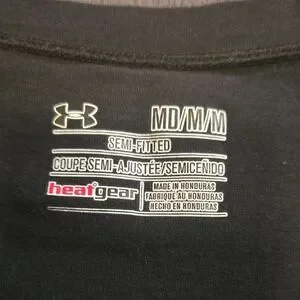 MD/M/M
SEMI-FITTED
COUPE SEMI-AJUSTÉE/SEMICEÑIDO
heatgear
MADE IN HONDURAS
FABRIQUÉ AU HONDURAS
HECHO EN HONDURAS